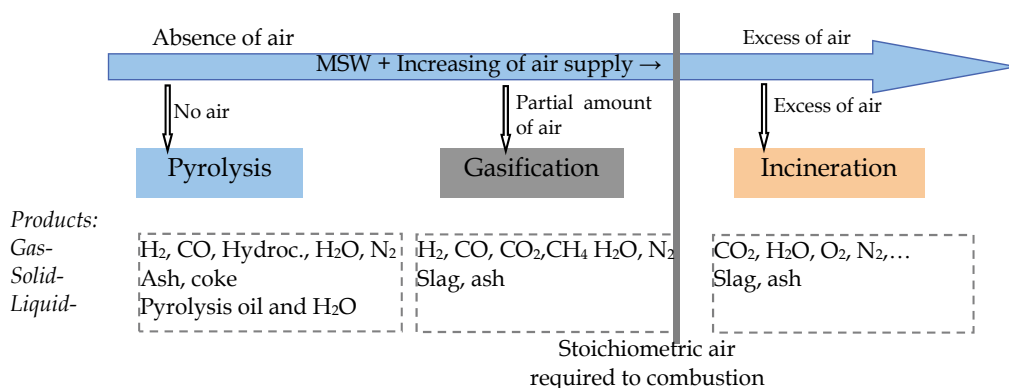 Absence of air
Excess of air
MSW + Increasing of air supply →
No air
Partial amount
of air
Excess of air
Pyrolysis
Gasification
Incineration
Products:
Gas-
Solid-
Liquid-
H₂, CO, Hydroc., H₂O, N₂
Ash, coke
Pyrolysis oil and H₂O
H₂, CO, CO₂,CH₄ H₂O, N₂
Slag, ash
CO₂, H₂O, O₂, N₂,…
Slag, ash
Stoichiometric air
required to combustion